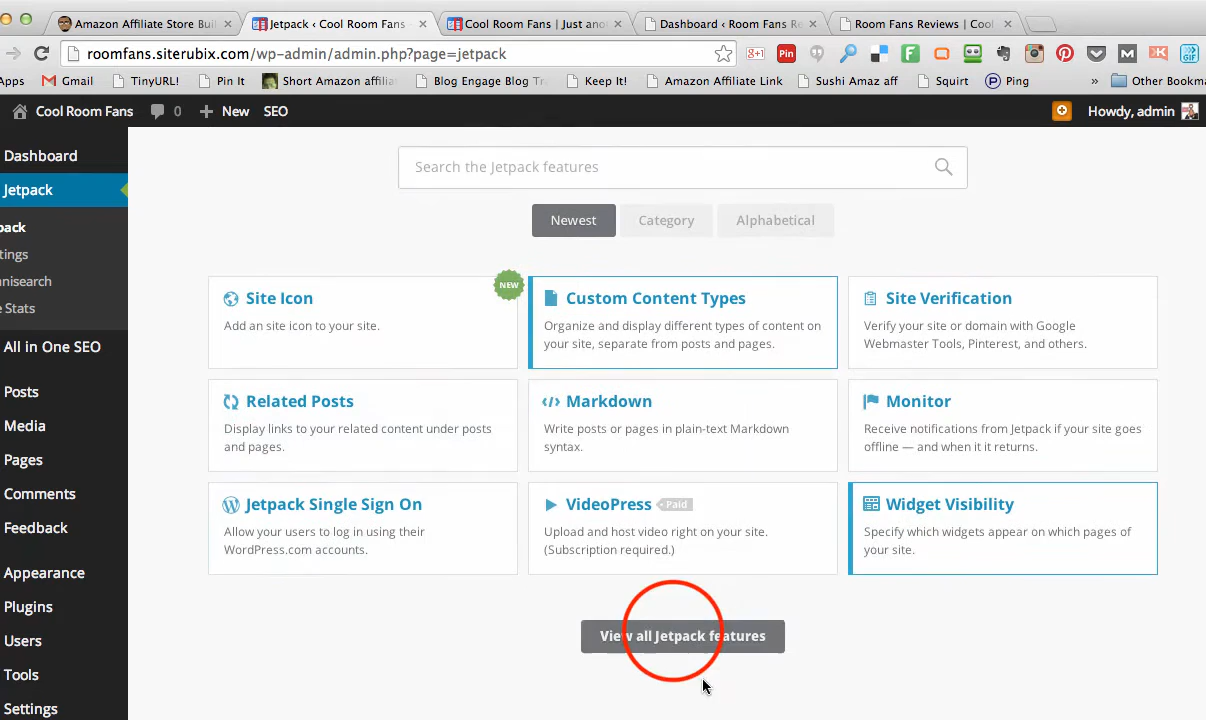 Amazon Affiliate Store Bui
Jetpack ‹ Cool Room Fans
Cool Room Fans | Just ano
Dashboard ‹ Room Fans Re
Room Fans Reviews | Cool
roomfans.siterubix.com/wp-admin/admin.php?page=jetpack
Apps
Gmail
TinyURL!
Pin It
Short Amazon affilia
Blog Engage Blog Tr
Keep It!
Amazon Affiliate Link
Sushi Amaz aff
Squirt
Ping
»
Other Bookma
Cool Room Fans
0
New
SEO
Howdy, admin
Dashboard
Jetpack
pack
tings
nisearch
e Stats
All in One SEO
Posts
Media
Pages
Comments
Feedback
Appearance
Plugins
Users
Tools
Settings
Search the Jetpack features
Newest
Category
Alphabetical
Site Icon
NEW
Add an site icon to your site.
Custom Content Types
Organize and display different types of content on
your site, separate from posts and pages.
Site Verification
Verify your site or domain with Google
Webmaster Tools, Pinterest, and others.
Related Posts
Display links to your related content under posts
and pages.
Markdown
Write posts or pages in plain-text Markdown
syntax.
Monitor
Receive notifications from Jetpack if your site goes
offline — and when it returns.
Jetpack Single Sign On
Allow your users to log in using their
WordPress.com accounts.
VideoPress
Paid
Upload and host video right on your site.
(Subscription required.)
Widget Visibility
Specify which widgets appear on which pages of
your site.
View all Jetpack features